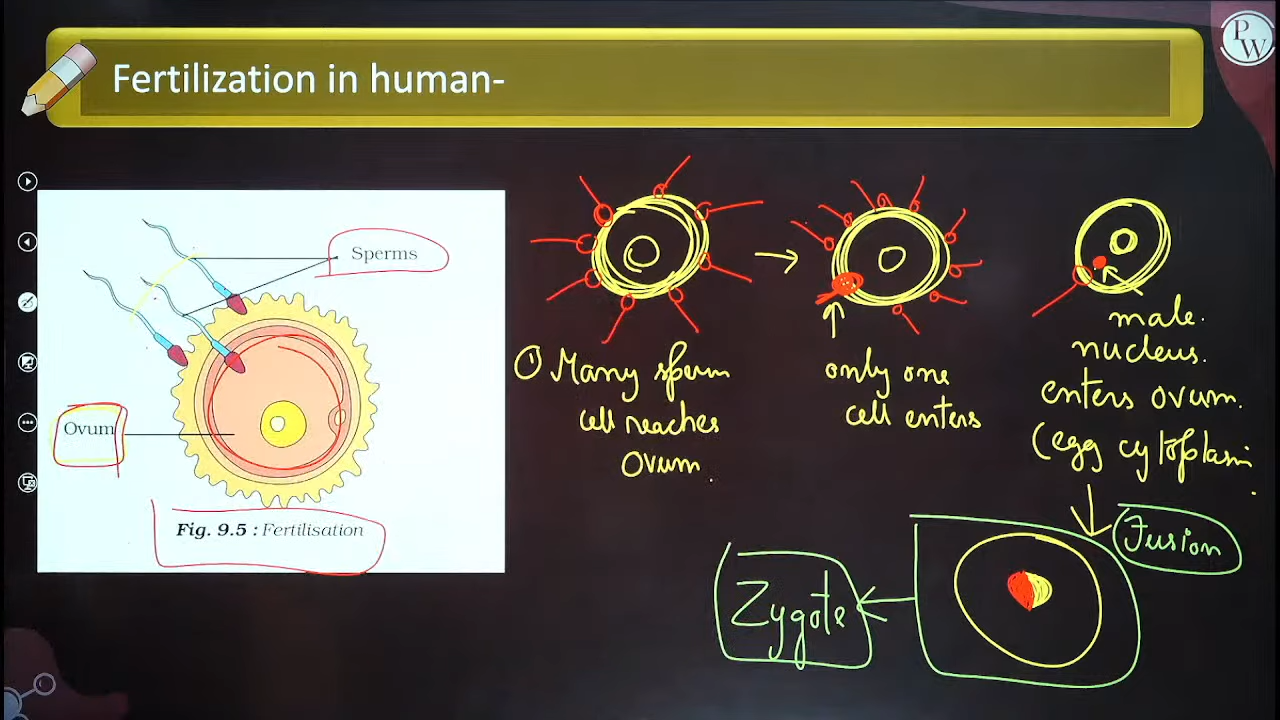 PW
Fertilization in human-
Sperms
Ovum
Fig. 9.5 : Fertilisation
① Many sperm
cell reaches
Ovum.
only one
cell enters
male.
nucleus.
enters ovum.
(egg cytoplasm
Fusion
Zygote